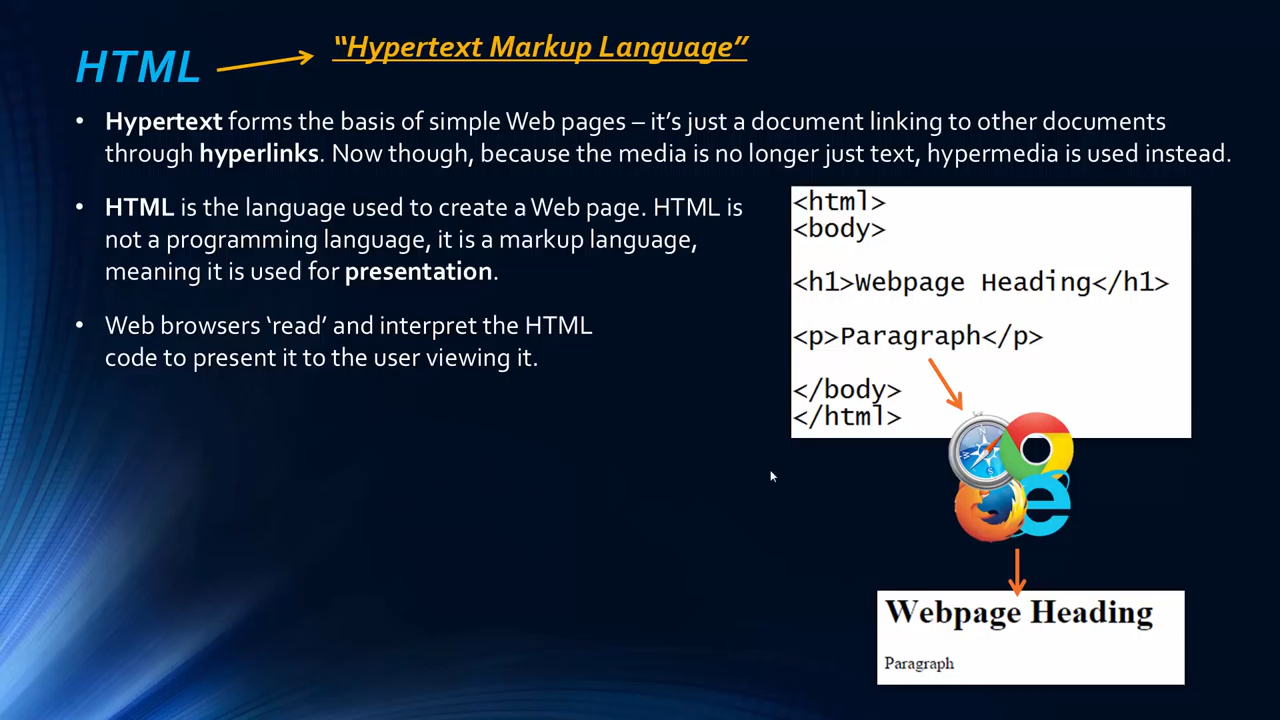 HTML
“Hypertext Markup Language”
• Hypertext forms the basis of simple Web pages – it’s just a document linking to other documents
through hyperlinks. Now though, because the media is no longer just text, hypermedia is used instead.
• HTML is the language used to create a Web page. HTML is
not a programming language, it is a markup language,
meaning it is used for presentation.
• Web browsers ‘read’ and interpret the HTML
code to present it to the user viewing it.
<html>
<body>
<h1>Webpage Heading</h1>
<p>Paragraph</p>
</body>
</html>
N
W
S
Webpage Heading
Paragraph